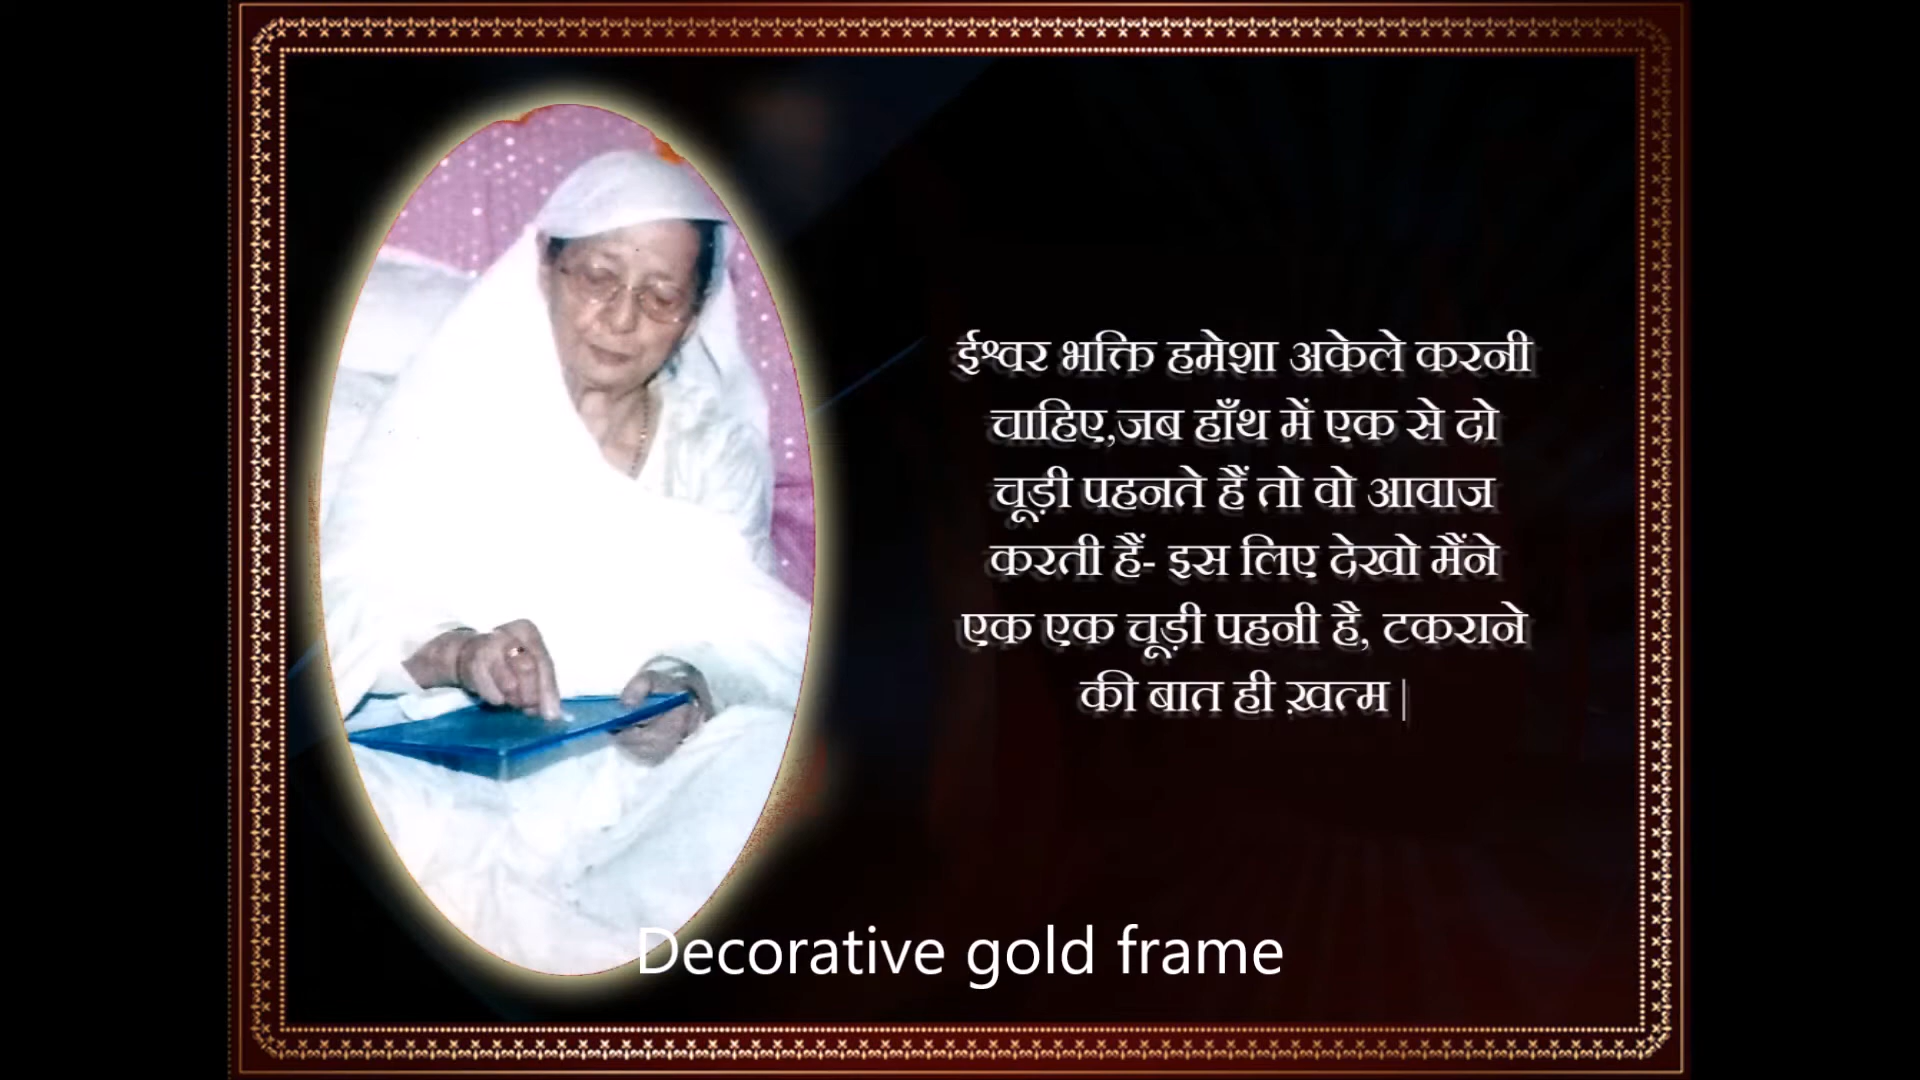 ईश्वर भक्ति हमेशा अकेले करनी
चाहिए,जब हाँथ में एक से दो
चूड़ी पहनते हैं तो वो आवाज
करती हैं- इस लिए देखो मैंने
एक एक चूड़ी पहनी है, टकराने
की बात ही ख़त्म |
Decorative gold frame